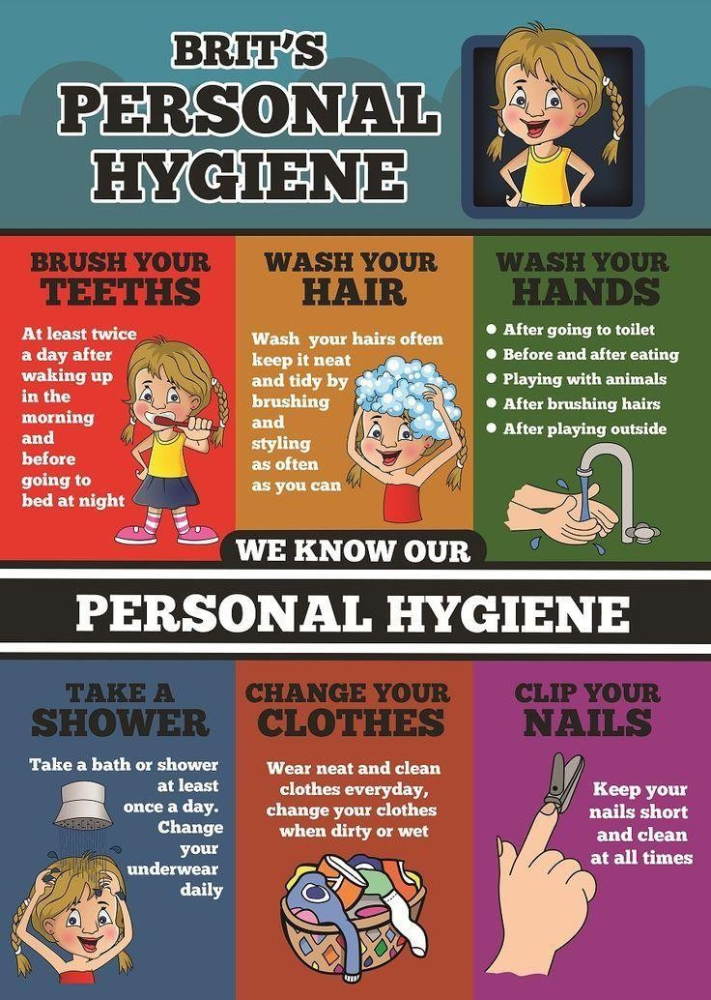 BRIT'S
PERSONAL
HYGIENE
BRUSH YOUR
TEETHS
At least twice
a day after
waking up
in the
morning
and
before
going to
bed at night
WASH YOUR
HAIR
Wash your hairs often
keep it neat
and tidy by
brushing
and
styling
as often
as you can
WASH YOUR
HANDS
● After going to toilet
● Before and after eating
● Playing with animals
● After brushing hairs
● After playing outside
WE KNOW OUR
PERSONAL HYGIENE
TAKE A
SHOWER
Take a bath or shower
at least
once a day.
Change
your
underwear
daily
CHANGE YOUR
CLOTHES
Wear neat and clean
clothes everyday,
change your clothes
when dirty or wet
CLIP YOUR
NAILS
Keep your
nails short
and clean
at all times